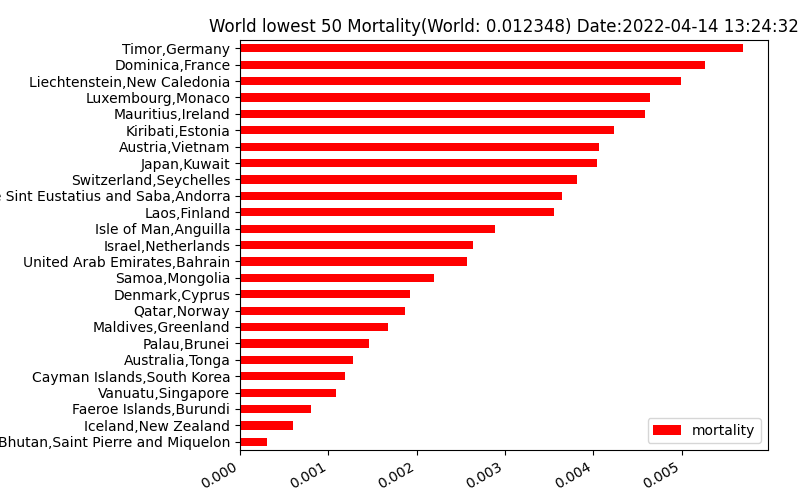 World lowest 50 Mortality(World: 0.012348) Date:2022-04-14 13:24:32
Timor,Germany
Dominica,France
Liechtenstein,New Caledonia
Luxembourg,Monaco
Mauritius,Ireland
Kiribati,Estonia
Austria,Vietnam
Japan,Kuwait
Switzerland,Seychelles
Sint Eustatius and Saba,Andorra
Laos,Finland
Isle of Man,Anguilla
Israel,Netherlands
United Arab Emirates,Bahrain
Samoa,Mongolia
Denmark,Cyprus
Qatar,Norway
Maldives,Greenland
Palau,Brunei
Australia,Tonga
Cayman Islands,South Korea
Vanuatu,Singapore
Faeroe Islands,Burundi
Iceland,New Zealand
Bhutan,Saint Pierre and Miquelon
mortality
0.000 0.001 0.002 0.003 0.004 0.005